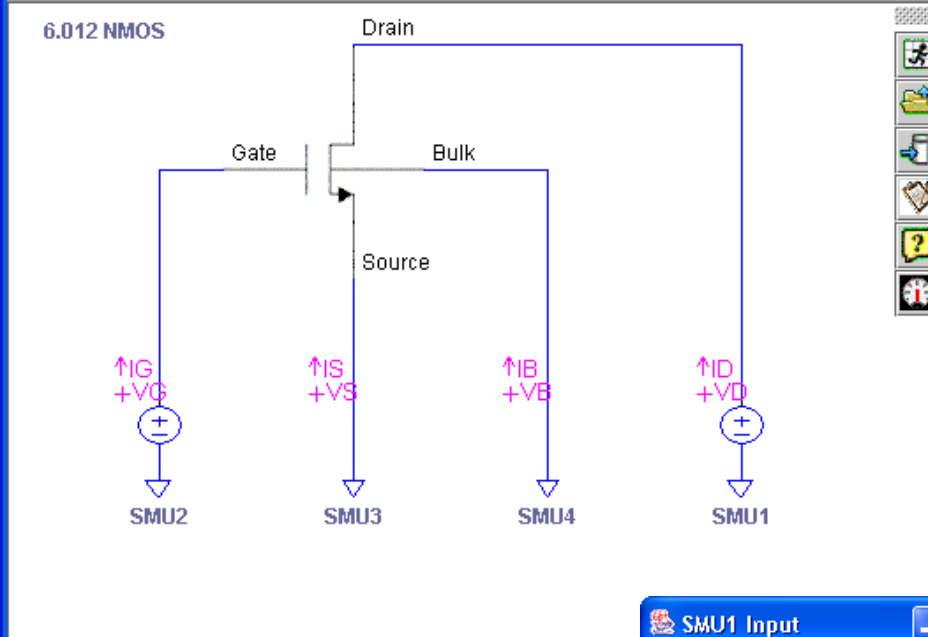 6.012 NMOS
Drain
Gate
Bulk
Source
↑IG ↑IS ↑IB ↑ID
+VG +VS +VB +VD
SMU2 SMU3 SMU4 SMU1
SMU1 Input